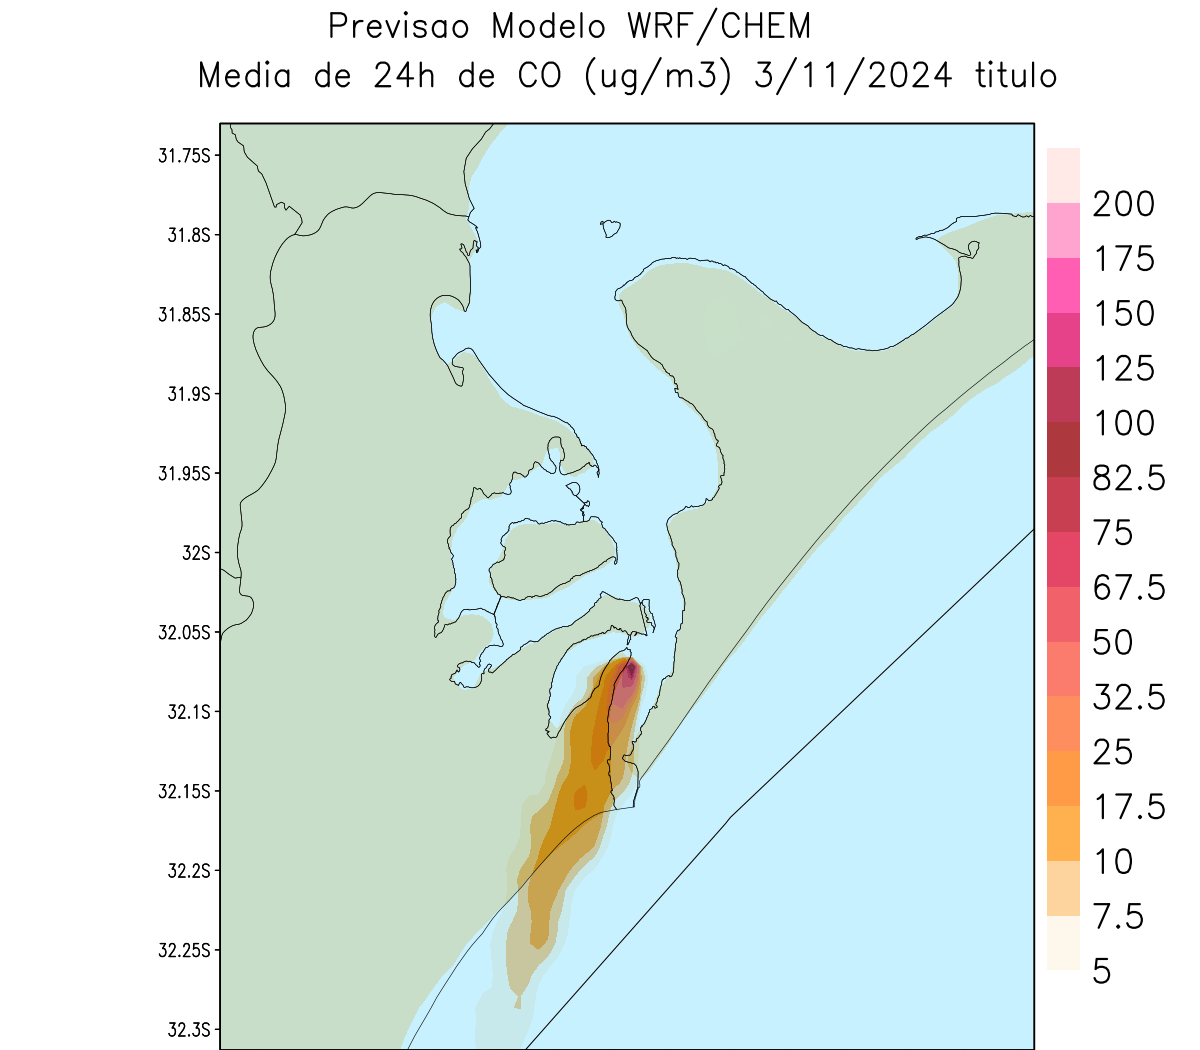 Previsao Modelo WRF/CHEM
Media de 24h de CO (ug/m3) 3/11/2024 titulo
31.75S
31.8S
31.85S
31.9S
31.95S
32S
32.05S
32.1S
32.15S
32.2S
32.25S
32.3S
200
175
150
125
100
82.5
75
67.5
50
32.5
25
17.5
10
7.5
5